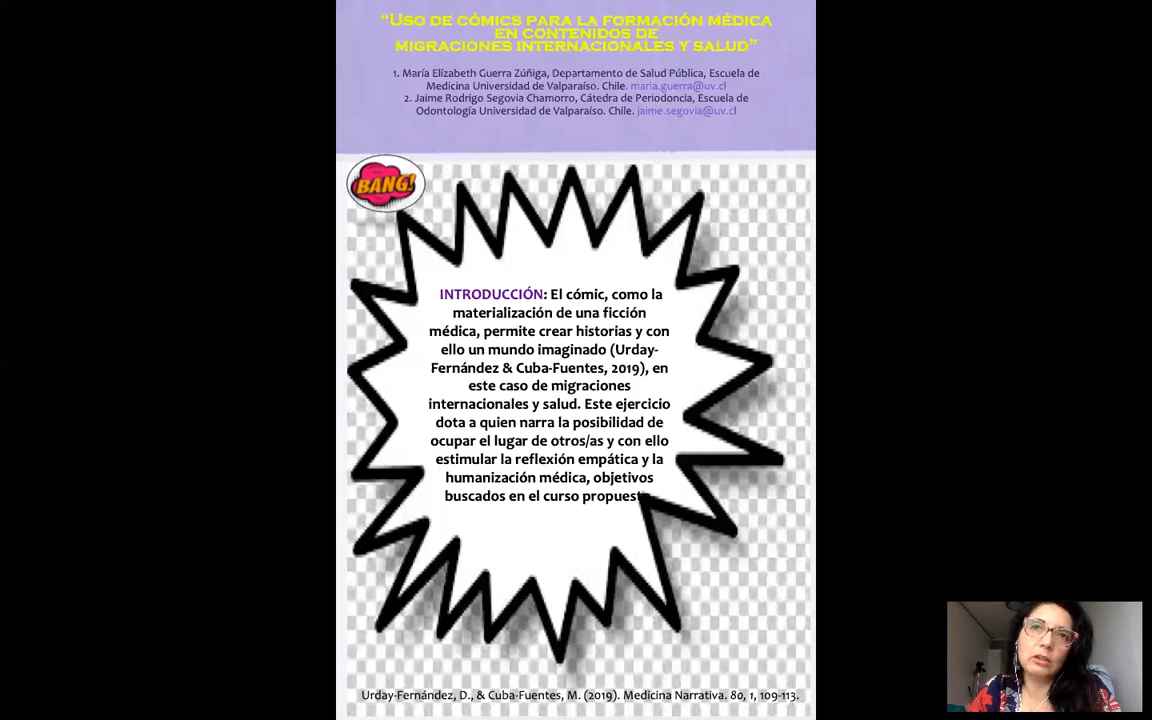 “USO DE CÓMICS PARA LA FORMACIÓN MÉDICA
EN CONTENIDOS DE
MIGRACIONES INTERNACIONALES Y SALUD”
1. María Elízabeth Guerra Zúñiga, Departamento de Salud Pública, Escuela de
Medicina Universidad de Valparaíso. Chile. maria.guerra@uv.cl
2. Jaime Rodrigo Segovia Chamorro, Cátedra de Periodoncia, Escuela de
Odontología Universidad de Valparaíso. Chile. jaime.segovia@uv.cl
BANG!
INTRODUCCIÓN: El cómic, como la
materialización de una ficción
médica, permite crear historias y con
ello un mundo imaginado (Urday-
Fernández & Cuba-Fuentes, 2019), en
este caso de migraciones
internacionales y salud. Este ejercicio
dota a quien narra la posibilidad de
ocupar el lugar de otros/as y con ello
estimular la reflexión empática y la
humanización médica, objetivos
buscados en el curso
Urday-Fernández, D., & Cuba-Fuentes, M. (2019). Medicina Narrativa. 80, 1, 109-113.